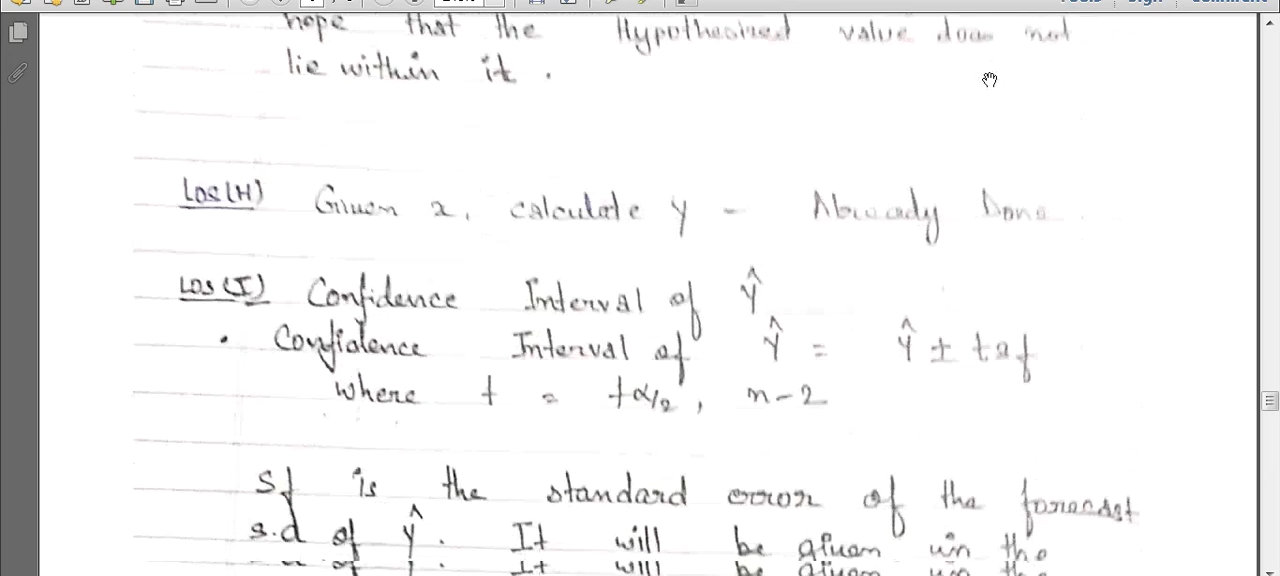 hope that the Hypothesized value does not
lie within it.
LOS(H) Given x, calculate y - Already Done
LOS(I) Confidence Interval of Ŷ
• Confidence Interval of Ŷ = Ŷ ± t sf
where t = tα/2, n-2
Sf is the standard error of the forecast
s.d of Ŷ. It will be given in the